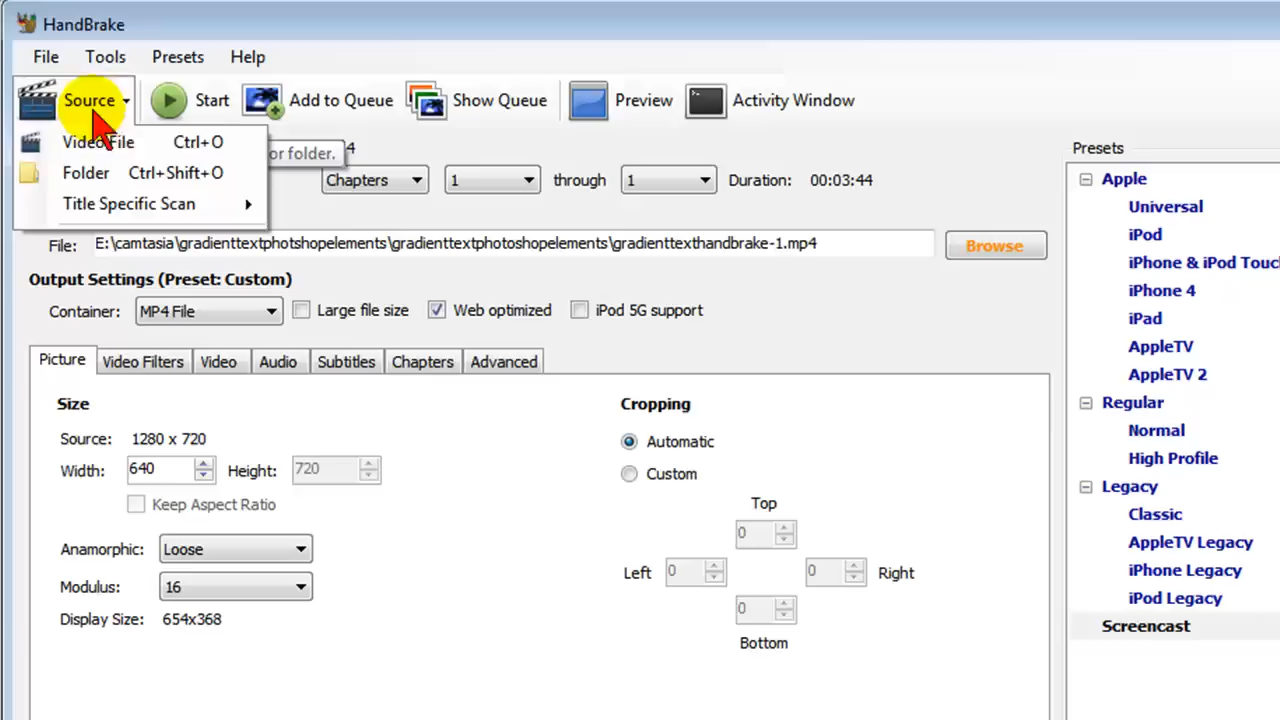 HandBrake
File Tools Presets Help
Source Start Add to Queue Show Queue Preview Activity Window
Video File Ctrl+O
Folder Ctrl+Shift+O
Title Specific Scan
or folder.
4
Chapters 1 through 1 Duration: 00:03:44
File: E:\camtasia\gradienttextphotshopelements\gradienttextphotoshopelements\gradienttexthandbrake-1.mp4 Browse
Output Settings (Preset: Custom)
Container: MP4 File Large file size Web optimized iPod 5G support
Picture Video Filters Video Audio Subtitles Chapters Advanced
Size
Source: 1280 x 720
Width: 640 Height: 720
Keep Aspect Ratio
Anamorphic: Loose
Modulus: 16
Display Size: 654x368
Cropping
Automatic
Custom
Top
0
Left 0 0 Right
0
Bottom
Presets
Apple
Universal
iPod
iPhone & iPod Touc
iPhone 4
iPad
AppleTV
AppleTV 2
Regular
Normal
High Profile
Legacy
Classic
AppleTV Legacy
iPhone Legacy
iPod Legacy
Screencast